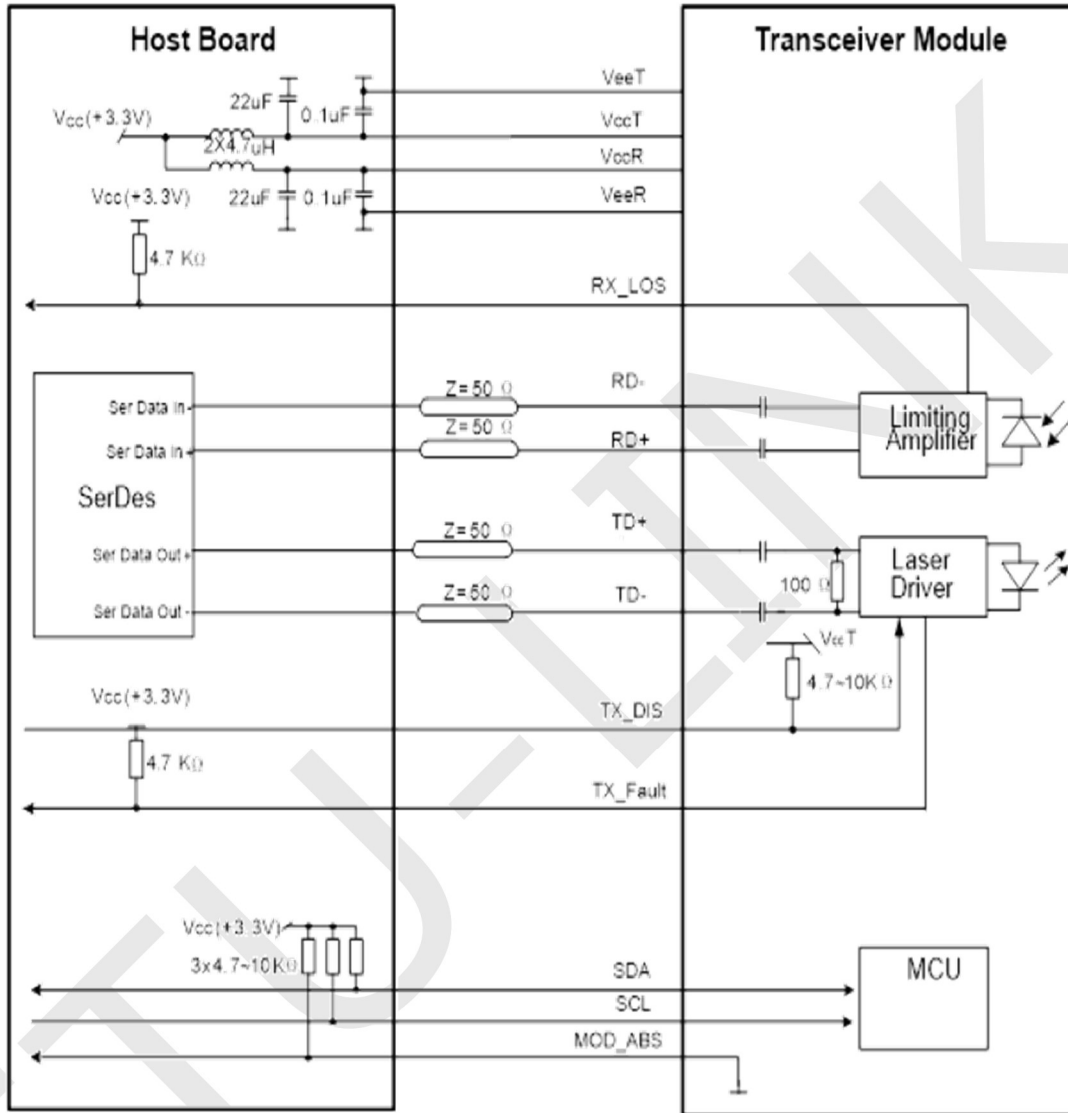 Host Board
Transceiver Module
VeeT
22uF
0.1uF
Vcc(+3.3V)
VccT
2X4.7uH
VccR
Vcc(+3.3V)
22uF
0.1uF
VeeR
4.7 KΩ
RX_LOS
Z=50 Ω
RD-
Ser Data In -
Limiting
Amplifier
Z=50 Ω
RD+
Ser Data In +
SerDes
TD+
Z=50 Ω
Ser Data Out +
Laser
Driver
100 Ω
Z=50 Ω
TD-
Ser Data Out -
VccT
4.7~10KΩ
Vcc(+3.3V)
TX_DIS
4.7 KΩ
TX_Fault
Vcc(+3.3V)
3x4.7~10KΩ
SDA
MCU
SCL
MOD_ABS
TU-LINK